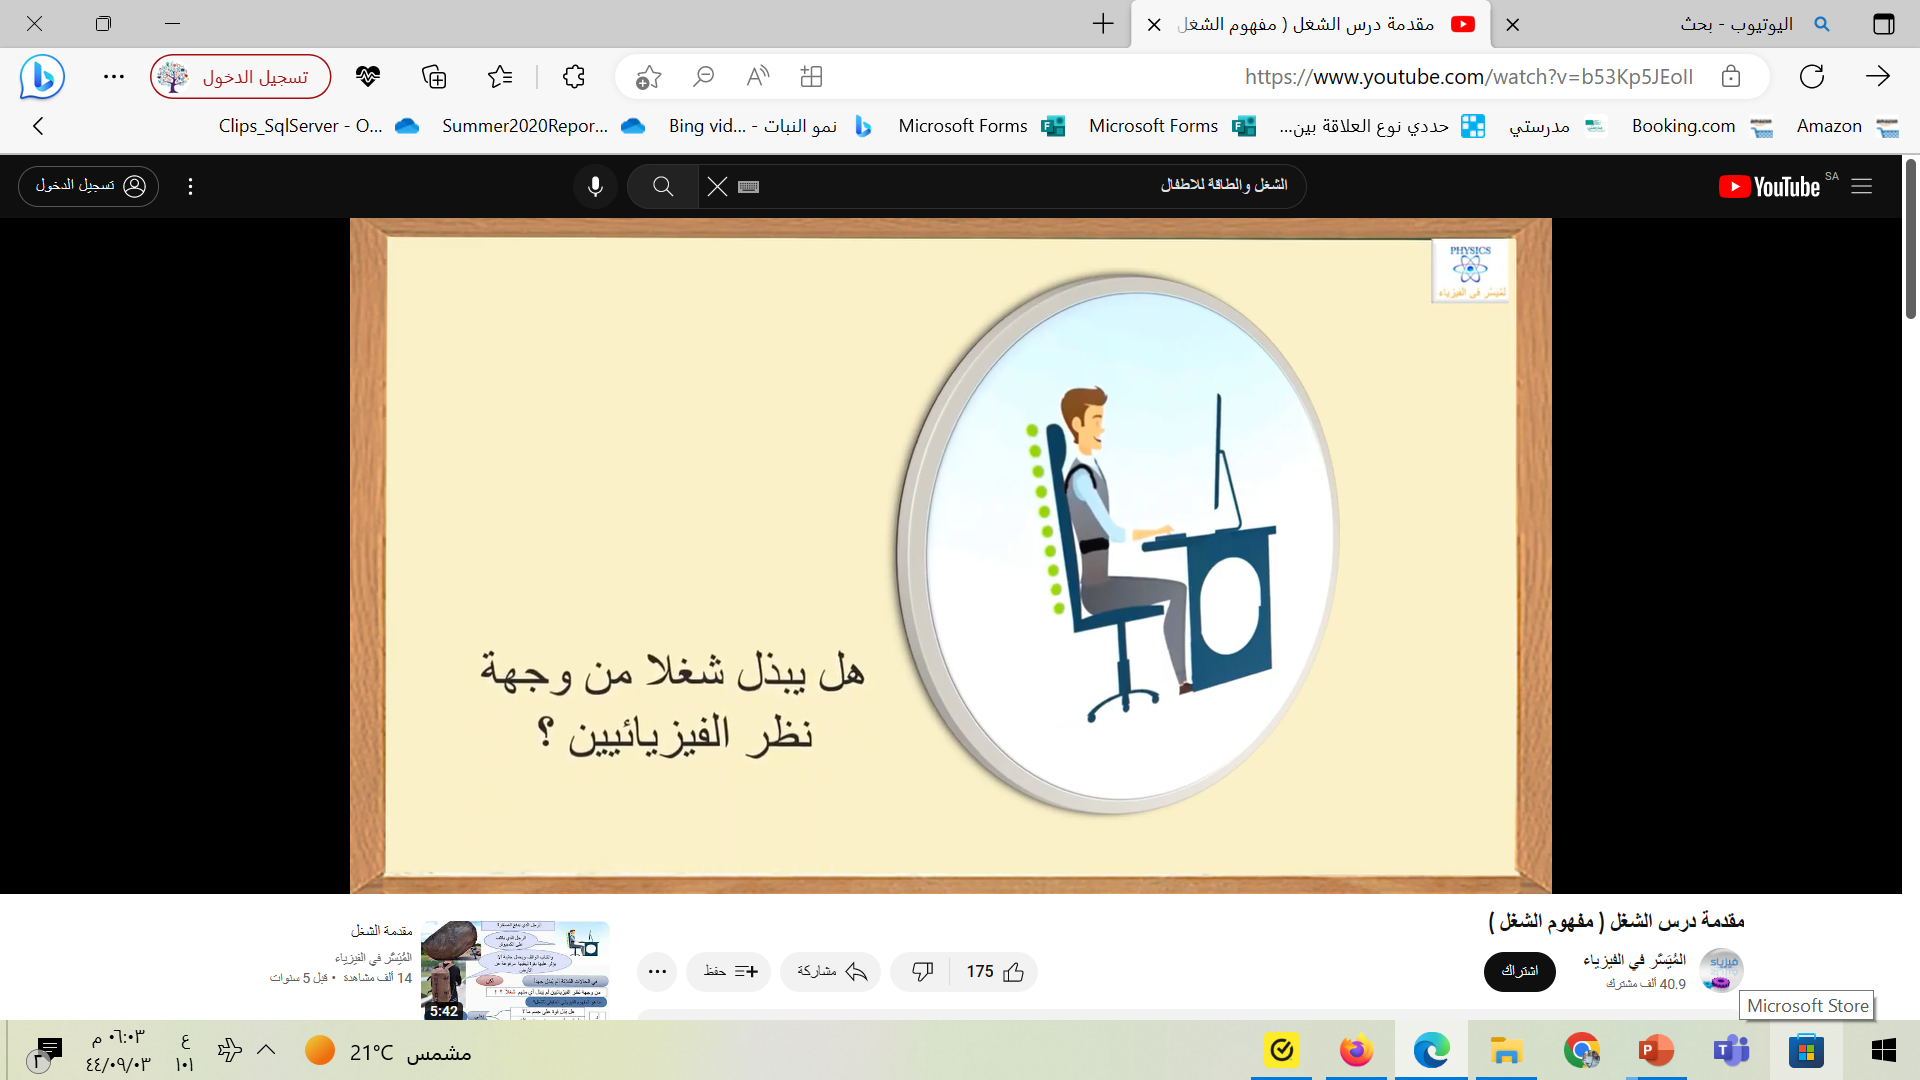 اليوتيوب - بحث
مقدمة درس الشغل ( مفهوم الشغل
https://www.youtube.com/watch?v=b53Kp5JEoII
تسجيل الدخول
Amazon
Booking.com
مدرستي
حددي نوع العلاقة بين...
Microsoft Forms
Microsoft Forms
نمو النبات - Bing vid...
Summer2020Repor...
Clips_SqlServer - O...
YouTube SA
الشغل والطاقة للاطفال
تسجيل الدخول
PHYSICS
المُيَسَّر في الفيزياء
هل يبذل شغلا من وجهة
نظر الفيزيائيين ؟
مقدمة درس الشغل ( مفهوم الشغل )
المُيَسَّر في الفيزياء
40.9 ألف مشترك
اشتراك
175
مشاركة
حفظ
مقدمة الشغل
المُيَسَّر في الفيزياء
14 ألف مشاهدة • قبل 5 سنوات
5:42
Microsoft Store
21°C مشمس
ع
١٠١
٠٦:٠٣ م
٤٤/٠٩/٠٣
٢